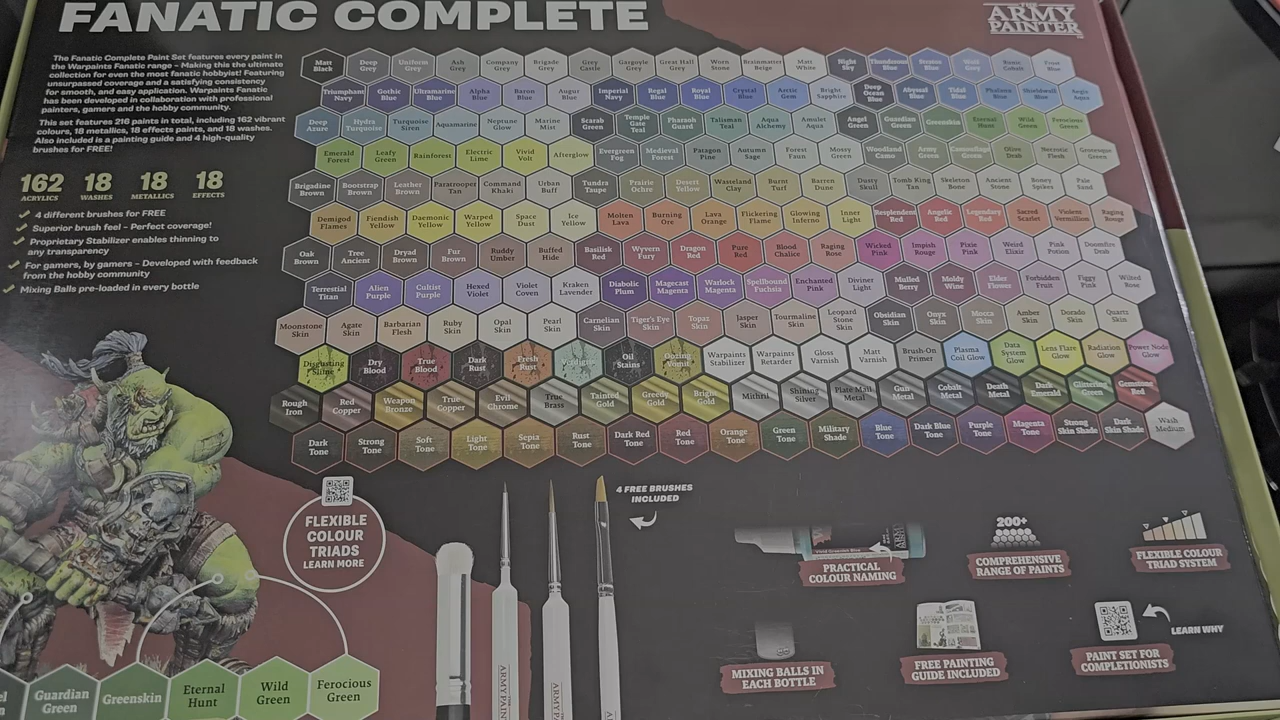 FANATIC COMPLETE
THE
ARMY
PAINTER
The Fanatic Complete Paint Set features every paint in
the Warpaints Fanatic range – Making this the ultimate
collection for even the most fanatic hobbyist! Featuring
unsurpassed coverage and a satisfying consistency
for smooth, and easy application. Warpaints Fanatic
has been developed in collaboration with professional
painters, gamers and the hobby community.
This set features 216 paints in total, including 162 vibrant
colours, 18 metallics, 18 effects paints, and 18 washes.
Also included is a painting guide and 4 high-quality
brushes for FREE!
162 18 18 18
ACRYLICS WASHES METALLICS EFFECTS
4 different brushes for FREE
Superior brush feel – Perfect coverage!
Proprietary Stabilizer enables thinning to
any transparency
For gamers, by gamers – Developed with feedback
from the hobby community
Mixing Balls pre-loaded in every bottle
Matt Black Deep Grey Uniform Grey Ash Grey Company Grey Brigade Grey Grey Castle Gargoyle Grey Great Hall Grey Worn Stone Brainmatter Beige Matt White Night Sky Thunderous Blue Stratos Blue Wolf Grey Runic Cobalt Frost Blue
Triumphant Navy Gothic Blue Ultramarine Blue Alpha Blue Baron Blue Augur Blue Imperial Navy Regal Blue Royal Blue Crystal Blue Arctic Gem Bright Sapphire Deep Ocean Blue Abyssal Blue Tidal Blue Phalanx Blue Shieldwall Blue Aegis Aqua
Deep Azure Hydra Turquoise Turquoise Siren Aquamarine Neptune Glow Marine Mist Scarab Green Temple Gate Teal Pharaoh Guard Talisman Teal Aqua Alchemy Amulet Aqua Angel Green Guardian Green Greenskin Eternal Hunt Wild Green Ferocious Green
Emerald Forest Leafy Green Rainforest Electric Lime Vivid Volt Afterglow Evergreen Fog Medieval Forest Paragon Pine Autumn Sage Forest Faun Mossy Green Woodland Camo Army Green Camouflage Green Olive Drab Necrotic Flesh Grotesque Green
Brigadine Brown Bootstrap Brown Leather Brown Paratrooper Tan Command Khaki Urban Buff Tundra Taupe Prairie Ochre Desert Yellow Wasteland Clay Burnt Turf Barren Dune Dusty Skull Tomb King Tan Skeleton Bone Ancient Stone Boney Spikes Pale Sand
Demigod Flames Fiendish Yellow Daemonic Yellow Warped Yellow Space Dust Ice Yellow Molten Lava Burning Ore Lava Orange Flickering Flame Glowing Inferno Inner Light Resplendent Red Angelic Red Legendary Red Sacred Scarlet Vicious Vermilion Raging Rouge
Oak Brown Tree Ancient Dryad Brown Fur Brown Ruddy Umber Buffed Hide Basilisk Red Wyvern Fury Dragon Red Pure Red Blood Chalice Raging Rose Wicked Pink Impish Rouge Pixie Pink Weird Elixir Pink Potion Doomfire Drab
Terrestrial Titan Alien Purple Cultist Purple Hexed Violet Violet Coven Kraken Lavender Diabolic Plum Magecast Magenta Warlock Magenta Spellbound Fuchsia Enchanted Pink Diviner Light Mulled Berry Moldy Wine Elder Flower Forbidden Fruit Figgy Pink Wilted Rose
Moonstone Skin Agate Skin Barbarian Flesh Ruby Skin Opal Skin Pearl Skin Carnelian Skin Tiger's Eye Skin Topaz Skin Jasper Skin Tourmaline Skin Leopard Stone Skin Obsidian Skin Onyx Skin Mocca Skin Amber Skin Dorado Skin Quartz Skin
Disgusting Slime Dry Blood True Blood Dark Rust Fresh Rust Oil Stains Oozing Vomit Warpaints Stabilizer Warpaints Retarder Gloss Varnish Matt Varnish Brush-On Primer Plasma Coil Glow Data System Glow Lens Flare Glow Radiation Glow Power Node Glow
Rough Iron Red Copper Weapon Bronze True Copper Evil Chrome True Brass Tainted Gold Greedy Gold Bright Gold Mithril Shining Silver Plate Mail Metal Gun Metal Cobalt Metal Death Metal Dark Emerald Glittering Green Gemstone Red
Dark Tone Strong Tone Soft Tone Light Tone Sepia Tone Rust Tone Dark Red Tone Red Tone Orange Tone Green Tone Military Shade Blue Tone Dark Blue Tone Purple Tone Magenta Tone Strong Skin Shade Dark Skin Shade Wash Medium
FLEXIBLE
COLOUR
TRIADS
LEARN MORE
4 FREE BRUSHES
INCLUDED
PRACTICAL
COLOUR NAMING
200+
COMPREHENSIVE
RANGE OF PAINTS
FLEXIBLE COLOUR
TRIAD SYSTEM
MIXING BALLS IN
EACH BOTTLE
FREE PAINTING
GUIDE INCLUDED
LEARN WHY
PAINT SET FOR
COMPLETIONISTS
Guardian Green Greenskin Eternal Hunt Wild Green Ferocious Green